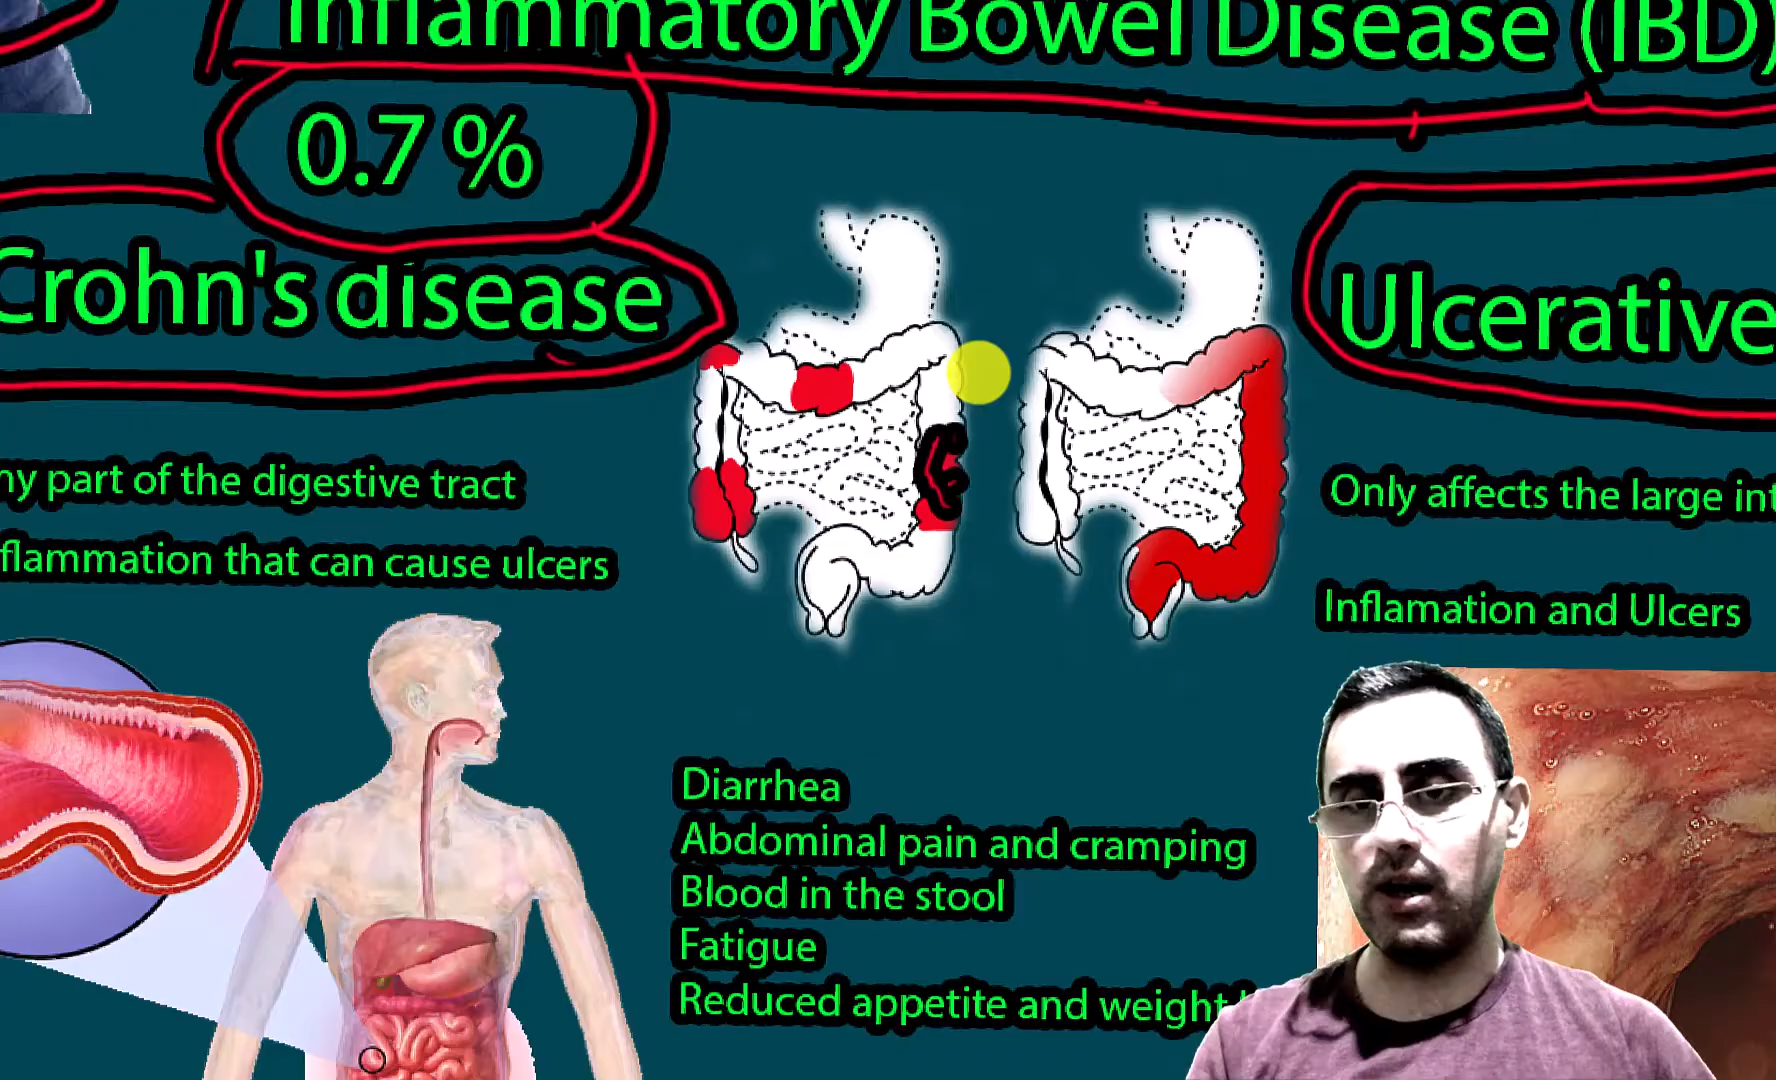 Inflammatory Bowel Disease (IBD)
0.7 %
Crohn's disease
Ulcerative
ny part of the digestive tract
flammation that can cause ulcers
Only affects the large int
Inflamation and Ulcers
Diarrhea
Abdominal pain and cramping
Blood in the stool
Fatigue
Reduced appetite and weight